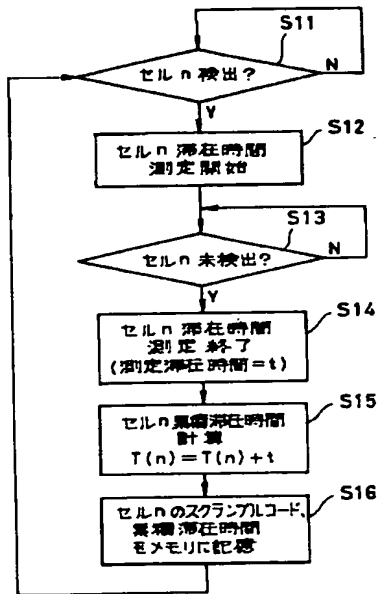 S11
セルn 検出?
N
Y
S12
セルn 滞在時間
測定開始
S13
セルn 未検出?
N
Y
S14
セルn 滞在時間
測定終了
(測定滞在時間=t)
S15
セルn累積滞在時間
計算
T(n)=T(n)+t
S16
セルnのスクランブルコード、
累積滞在時間
をメモリに記憶